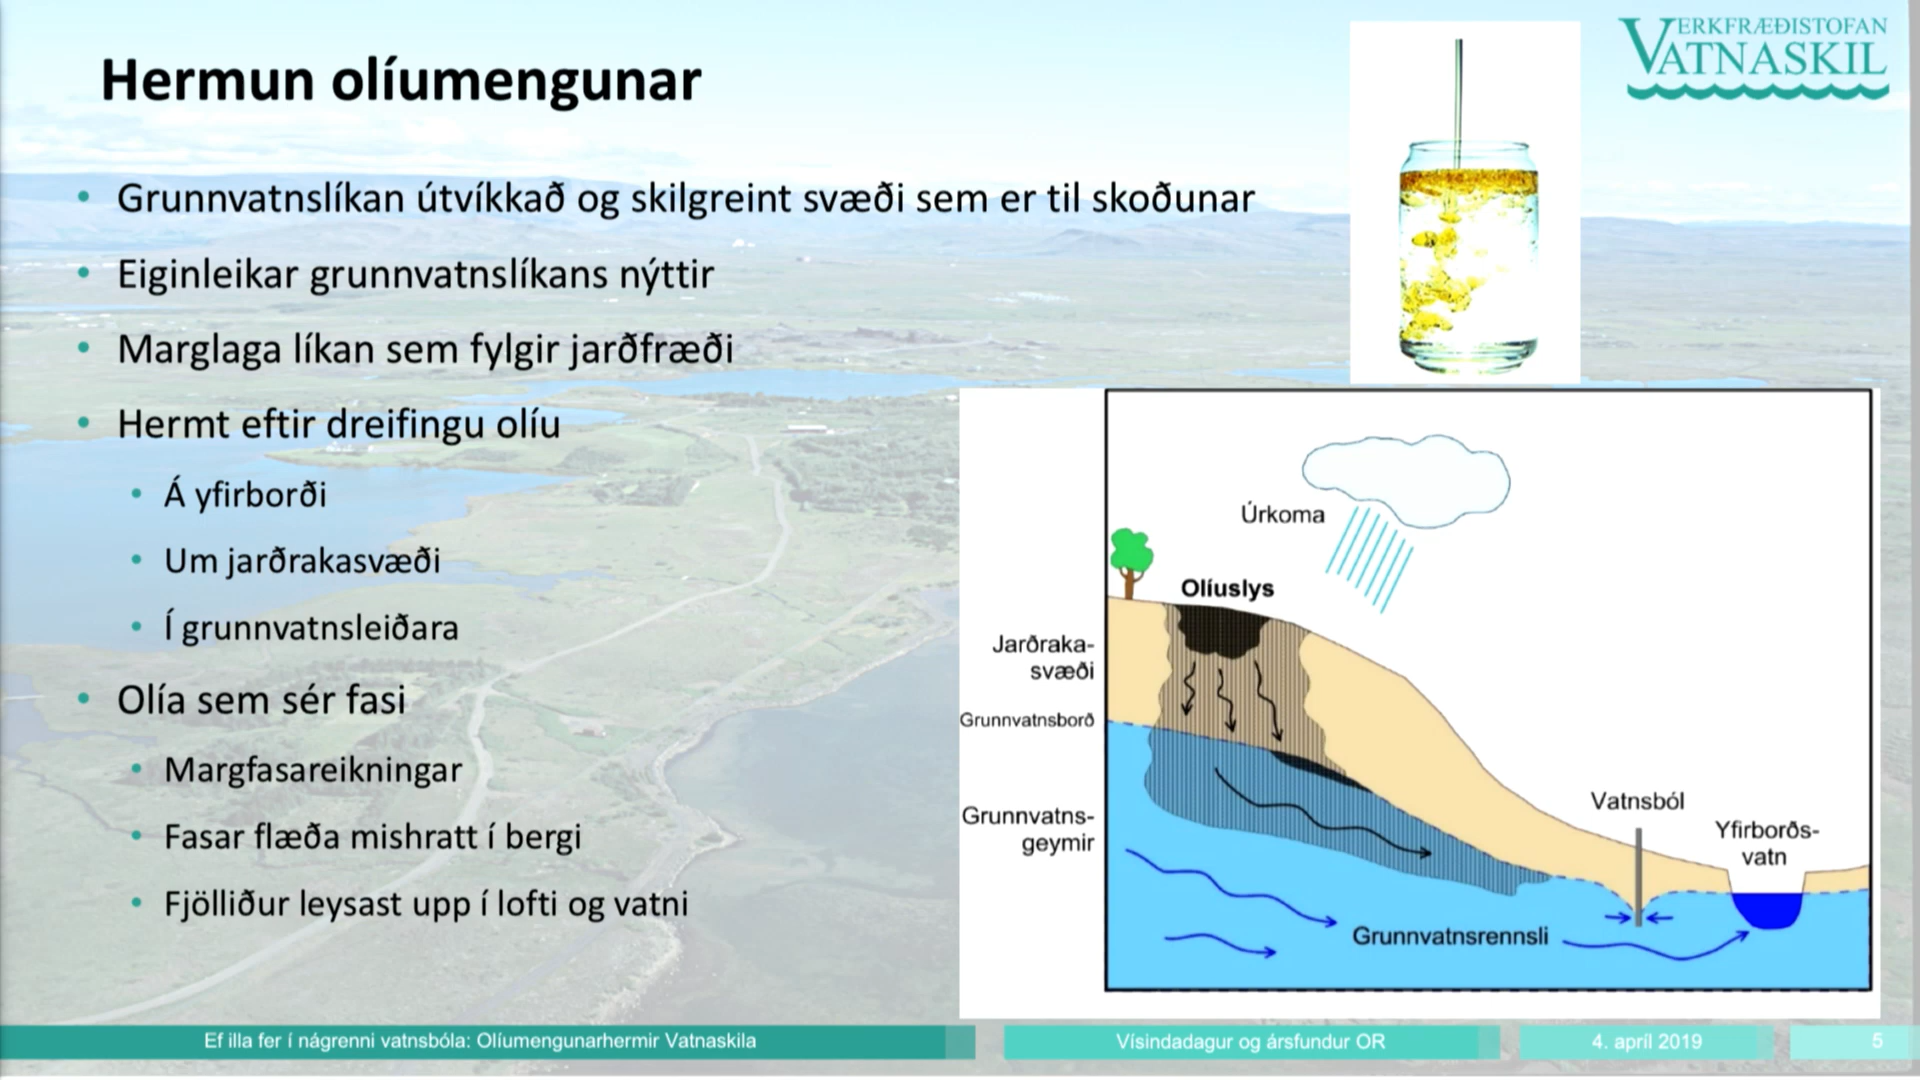 Hermun olíumengunar
VERKFRÆÐISTOFAN
VATNASKIL
• Grunnvatnslíkan útvíkkað og skilgreint svæði sem er til skoðunar
• Eiginleikar grunnvatnslíkans nýttir
• Marglaga líkan sem fylgir jarðfræði
• Hermt eftir dreifingu olíu
• Á yfirborði
• Um jarðrakasvæði
• Í grunnvatnsleiðara
• Olía sem sér fasi
• Margfasareikningar
• Fasar flæða mishratt í bergi
• Fjölliður leysast upp í lofti og vatni
Úrkoma
Olíuslys
Jarðraka-
svæði
Grunnvatnsborð
Grunnvatns-
geymir
Vatnsból
Yfirborðs-
vatn
Grunnvatnsrennsli
Ef illa fer í nágrenni vatnsbóla: Olíumengunarhermir Vatnaskila
Vísindadagur og ársfundur OR
4. apríl 2019
5